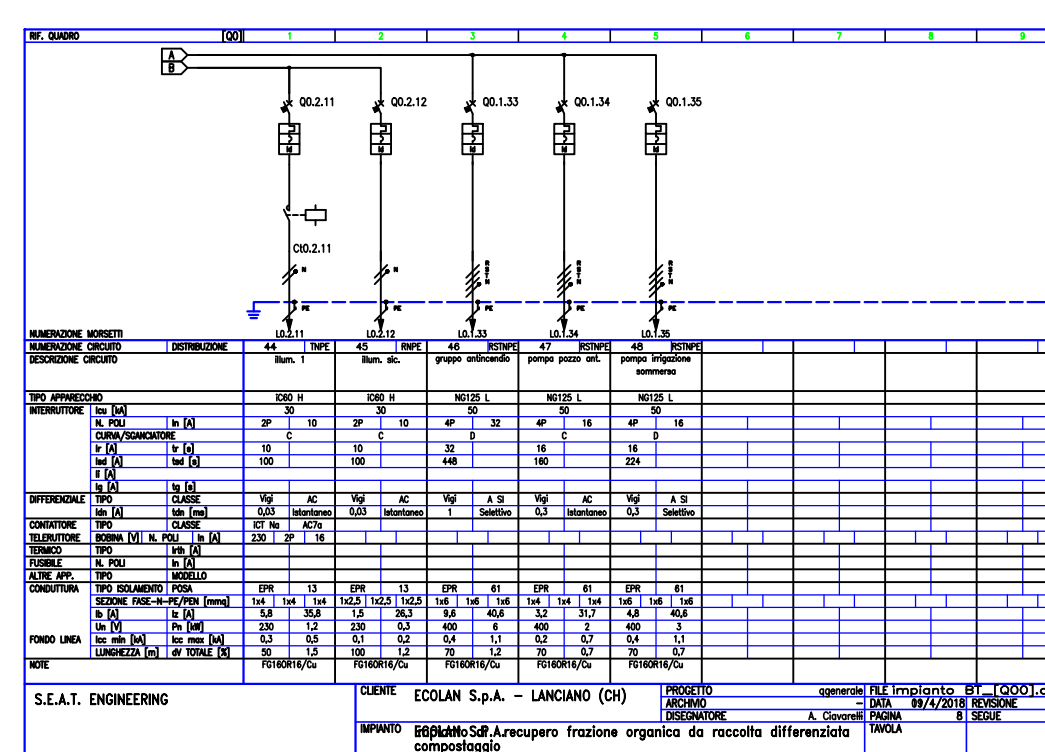 RIF. QUADRO [Q0] 1 2 3 4 5 6 7 8 9
A
B
Q0.2.11 Q0.2.12 Q0.1.33 Q0.1.34 Q0.1.35
Id Id Id Id Id
Ct0.2.11
N N RSTN RSTN RSTN
PE PE PE PE PE
NUMERAZIONE MORSETTI L0.2.11 L0.2.12 L0.1.33 L0.1.34 L0.1.35
NUMERAZIONE CIRCUITO DISTRIBUZIONE 44 TNPE 45 RNPE 46 RSTNPE 47 RSTNPE 48 RSTNPE
DESCRIZIONE CIRCUITO illum. 1 illum. sic. gruppo antincendio pompa pozzo ant. pompa irrigazione
sommersa
TIPO APPARECCHIO iC60 H iC60 H NG125 L NG125 L NG125 L
INTERRUTTORE Icu [kA] 30 30 50 50 50
N. POLI In [A] 2P 10 2P 10 4P 32 4P 16 4P 16
CURVA/SGANCIATORE C C D C D
Ir [A] tr [s] 10 10 32 16 16
Isd [A] tsd [s] 100 100 448 160 224
Ii [A]
Ig [A] tg [s]
DIFFERENZIALE TIPO CLASSE Vigi AC Vigi AC Vigi A SI Vigi AC Vigi A SI
Idn [A] tdn [ms] 0,03 Istantaneo 0,03 Istantaneo 1 Selettivo 0,3 Istantaneo 0,3 Selettivo
CONTATTORE TIPO CLASSE iCT Na AC7a
TELERUTTORE BOBINA [V] N. POLI In [A] 230 2P 16
TERMICO TIPO Irth [A]
FUSIBILE N. POLI In [A]
ALTRE APP. TIPO MODELLO
CONDUTTURA TIPO ISOLAMENTO POSA EPR 13 EPR 13 EPR 61 EPR 61 EPR 61
SEZIONE FASE-N-PE/PEN [mmq] 1x4 1x4 1x4 1x2,5 1x2,5 1x2,5 1x6 1x6 1x6 1x4 1x4 1x4 1x6 1x6 1x6
Ib [A] Iz [A] 5,8 35,8 1,5 26,3 9,6 40,6 3,2 31,7 4,8 40,6
Un [V] Pn [kW] 230 1,2 230 0,3 400 6 400 2 400 3
FONDO LINEA Icc min [kA] Icc max [kA] 0,3 0,5 0,1 0,2 0,4 1,1 0,2 0,7 0,4 1,1
LUNGHEZZA [m] dV TOTALE [%] 50 1,5 100 1,2 70 1,2 70 0,7 70 0,7
NOTE FG16OR16/Cu FG16OR16/Cu FG16OR16/Cu FG16OR16/Cu FG16OR16/Cu
S.E.A.T. ENGINEERING
CLIENTE ECOLAN S.p.A. - LANCIANO (CH)
PROGETTO qgenerale FILE impianto BT_[Q00].d
ARCHIVIO - DATA 09/4/2018 REVISIONE
DISEGNATORE A. Ciavarelli PAGINA 8 SEGUE
IMPIANTO recupero frazione organica da raccolta differenziata TAVOLA
compostaggio